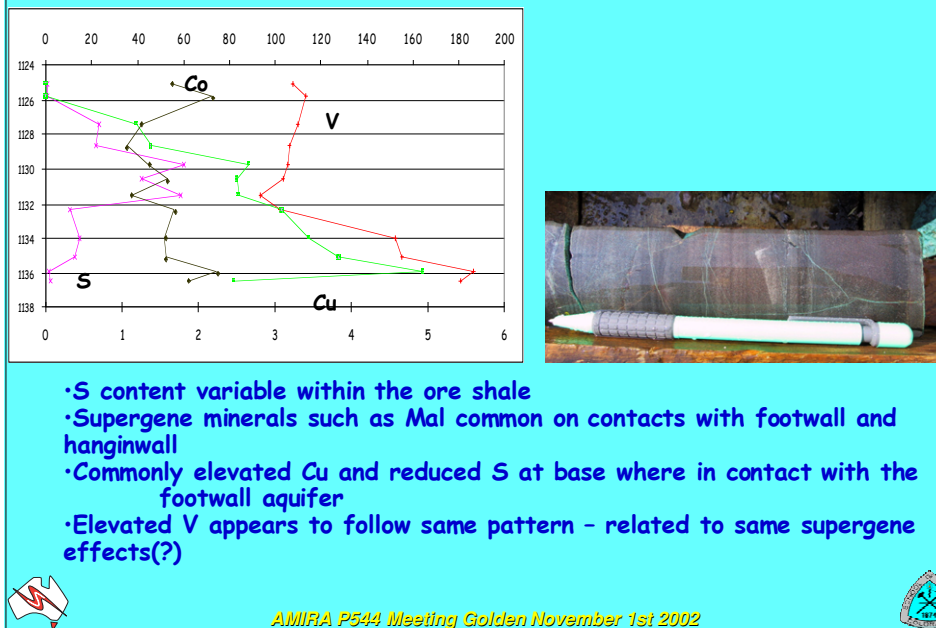 0 20 40 60 80 100 120 140 160 180 200
1124
1126
1128
1130
1132
1134
1136
1138
Co
V
S
Cu
0 1 2 3 4 5 6
•S content variable within the ore shale
•Supergene minerals such as Mal common on contacts with footwall and
hanginwall
•Commonly elevated Cu and reduced S at base where in contact with the
footwall aquifer
•Elevated V appears to follow same pattern – related to same supergene
effects(?)
AMIRA P544 Meeting Golden November 1st 2002
1874